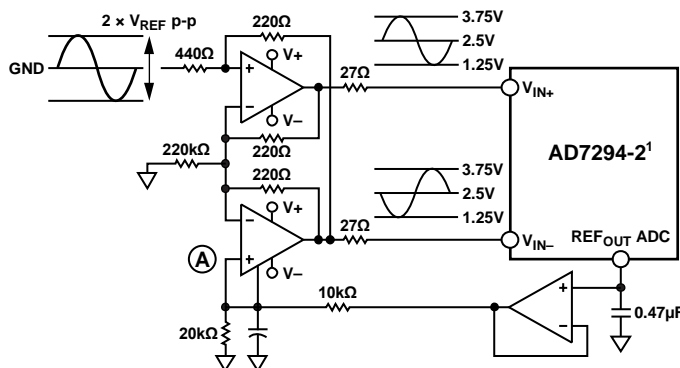 2 × VREF p-p
GND
440Ω
220Ω
V+
+
−
V−
220Ω
27Ω
3.75V
2.5V
1.25V
VIN+
AD7294-2¹
220kΩ
220Ω
V+
−
+
V−
A
27Ω
3.75V
2.5V
1.25V
VIN−
REFOUT ADC
10kΩ
20kΩ
+
−
0.47µF